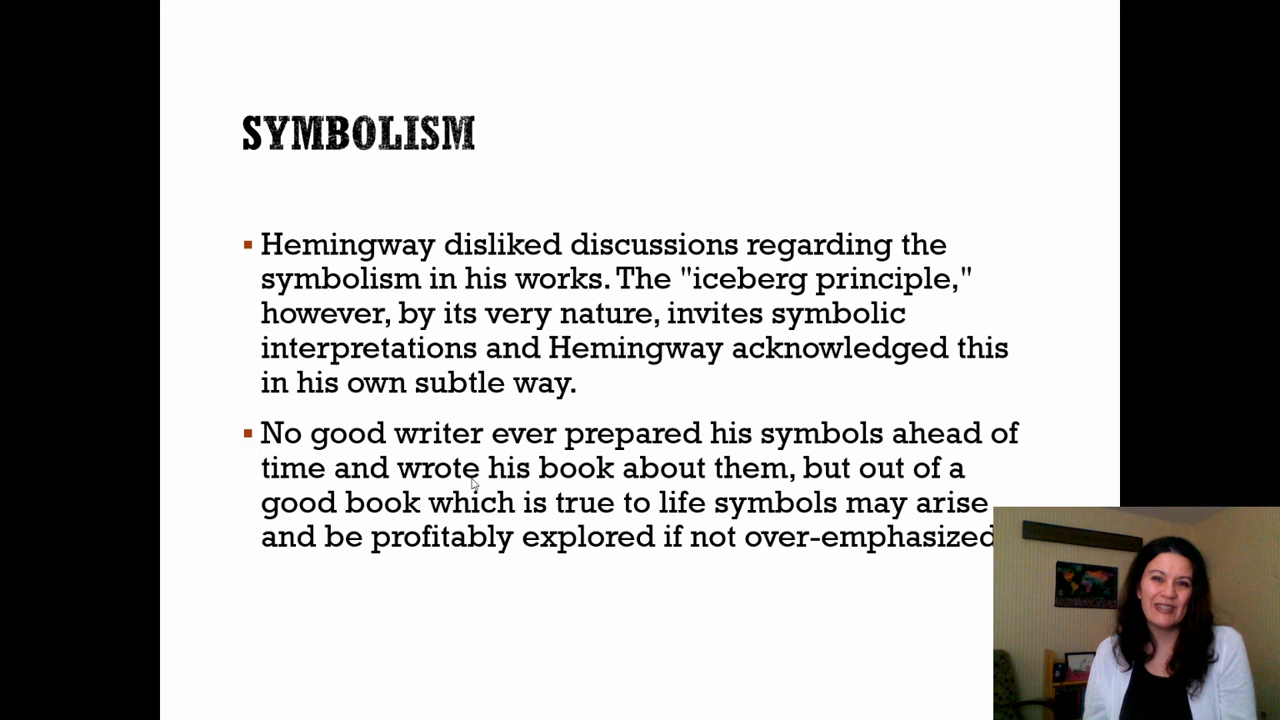 SYMBOLISM
▪ Hemingway disliked discussions regarding the
symbolism in his works. The "iceberg principle,"
however, by its very nature, invites symbolic
interpretations and Hemingway acknowledged this
in his own subtle way.
▪ No good writer ever prepared his symbols ahead of
time and wrote his book about them, but out of a
good book which is true to life symbols may arise
and be profitably explored if not over-emphasized